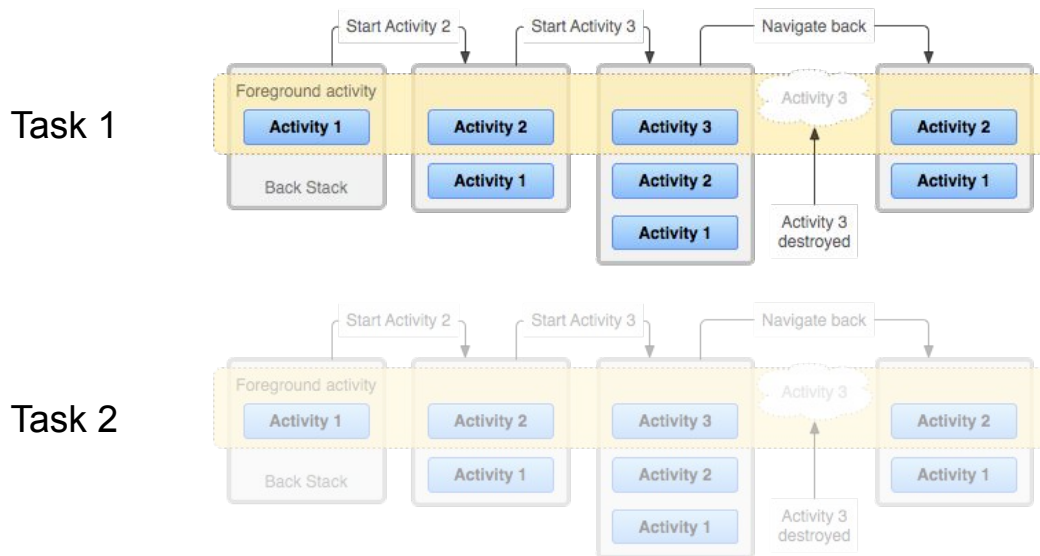 Start Activity 2
Start Activity 3
Navigate back
Task 1
Foreground activity
Activity 1
Back Stack
Activity 2
Activity 1
Activity 3
Activity 2
Activity 1
Activity 3
Activity 3
destroyed
Activity 2
Activity 1
Start Activity 2
Start Activity 3
Navigate back
Task 2
Foreground activity
Activity 1
Back Stack
Activity 2
Activity 1
Activity 3
Activity 2
Activity 1
Activity 3
Activity 3
destroyed
Activity 2
Activity 1